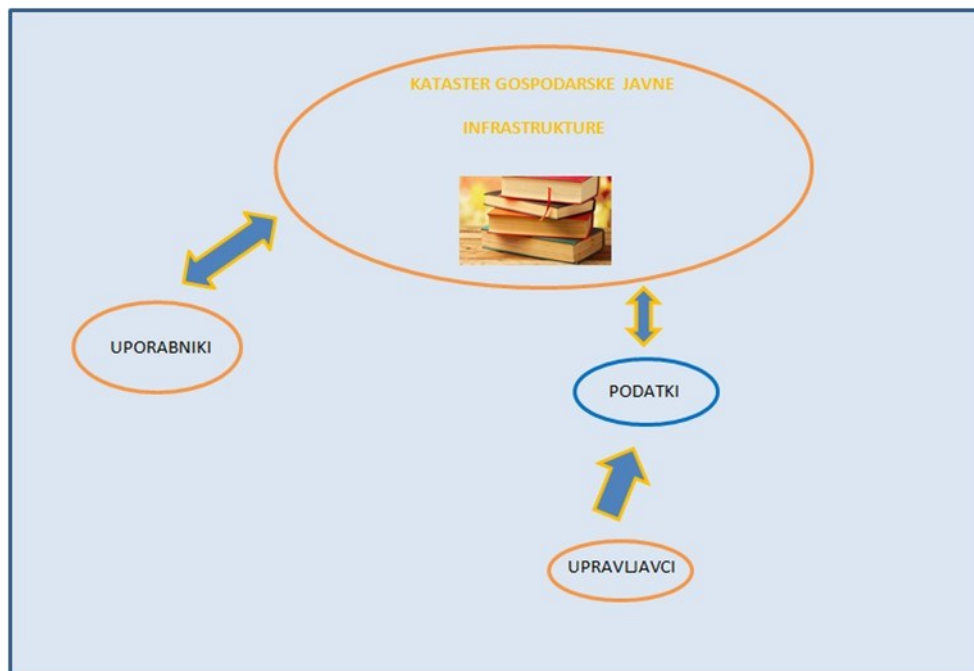 KATASTER GOSPODARSKE JAVNE
INFRASTRUKTURE
UPORABNIKI
PODATKI
UPRAVLJAVCI